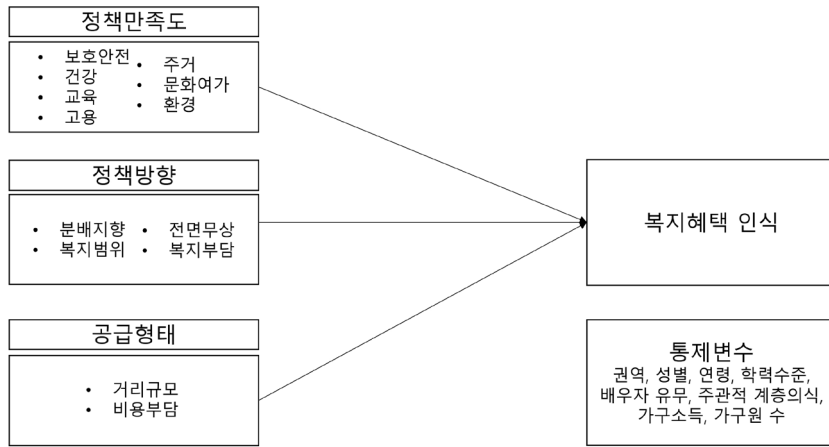 정책만족도
• 보호안전
• 건강
• 교육
• 고용
• 주거
• 문화여가
• 환경
정책방향
• 분배지향 • 전면무상
• 복지범위 • 복지부담
공급형태
• 거리규모
• 비용부담
복지혜택 인식
통제변수
권역, 성별, 연령, 학력수준,
배우자 유무, 주관적 계층의식,
가구소득, 가구원 수